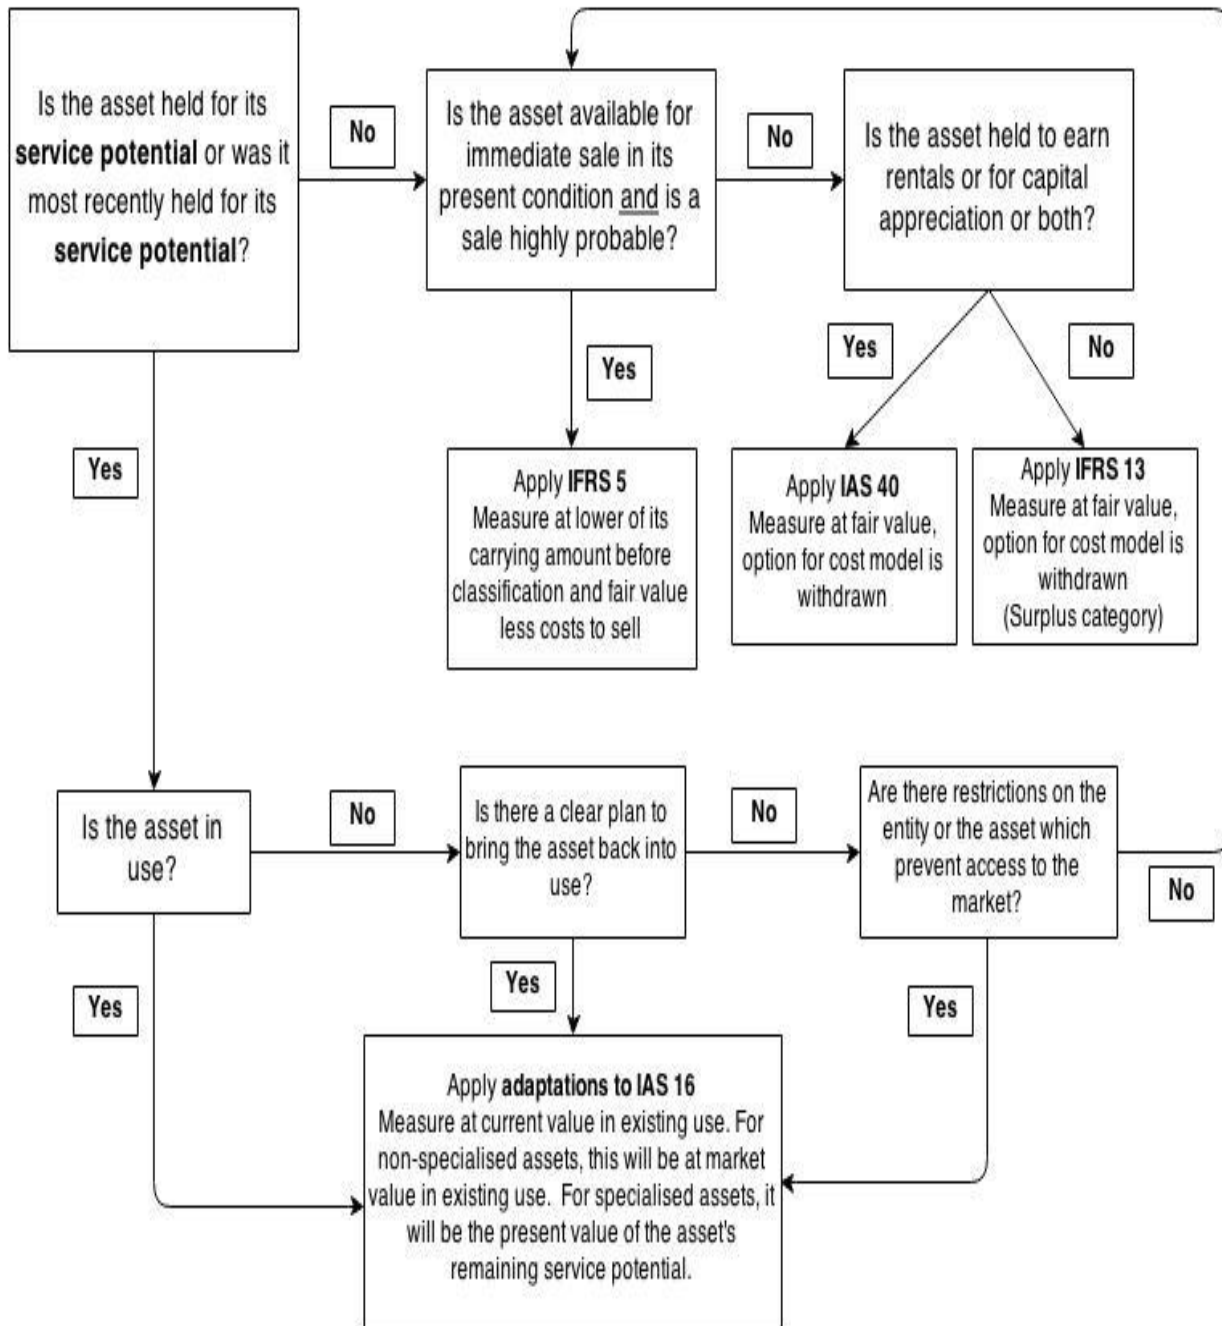 Is the asset held for its
service potential or was it
most recently held for its
service potential?
No
Is the asset available for
immediate sale in its
present condition and is a
sale highly probable?
No
Is the asset held to earn
rentals or for capital
appreciation or both?
Yes
No
Yes
Yes
Apply IFRS 5
Measure at lower of its
carrying amount before
classification and fair value
less costs to sell
Apply IAS 40
Measure at fair value,
option for cost model is
withdrawn
Apply IFRS 13
Measure at fair value,
option for cost model is
withdrawn
(Surplus category)
Is the asset in
use?
No
Is there a clear plan to
bring the asset back into
use?
No
Are there restrictions on the
entity or the asset which
prevent access to the
market?
No
Yes
Yes
Yes
Apply adaptations to IAS 16
Measure at current value in existing use. For
non-specialised assets, this will be at market
value in existing use. For specialised assets, it
will be the present value of the asset's
remaining service potential.